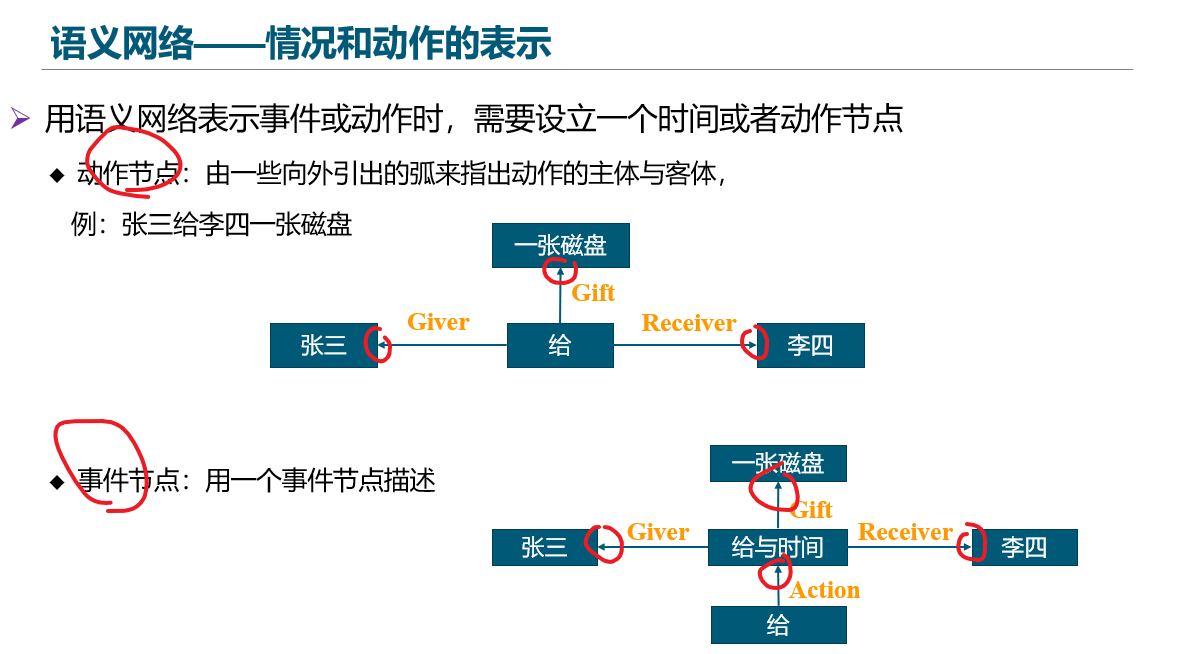 语义网络——情况和动作的表示
用语义网络表示事件或动作时，需要设立一个时间或者动作节点
动作节点：由一些向外引出的弧来指出动作的主体与客体，
例：张三给李四一张磁盘
一张磁盘
Gift
Giver
Receiver
张三
给
李四
事件节点：用一个事件节点描述
一张磁盘
Gift
Giver
Receiver
张三
给与时间
李四
Action
给